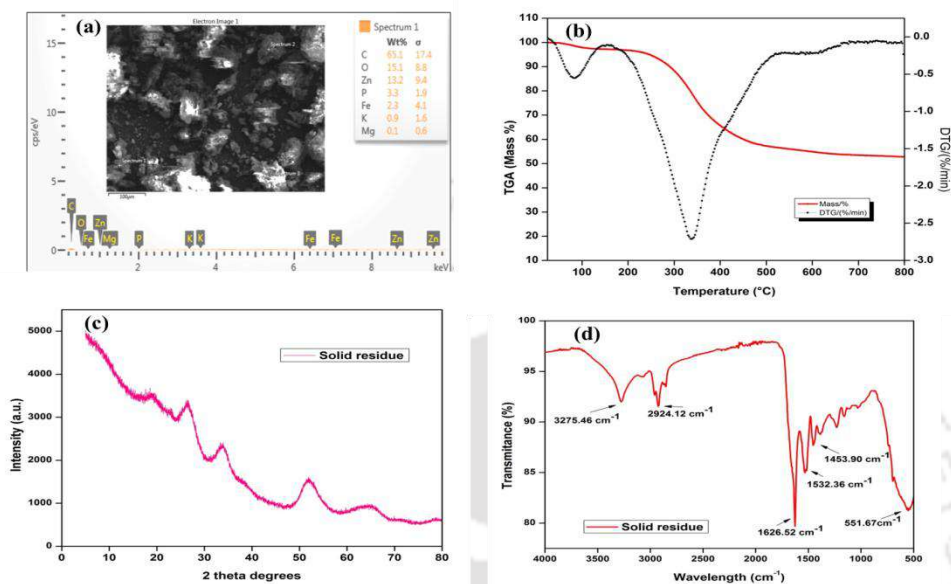 (a)
Electron Image 1
Spectrum 2
Spectrum 1
100µm
Spectrum 1
Wt% σ
C 65.1 17.4
O 15.1 8.8
Zn 13.2 9.4
P 3.3 1.9
Fe 2.3 4.1
K 0.9 1.6
Mg 0.1 0.6
cps/eV
15
10
5
0
C O Fe Zn Mg P K K Fe Fe Zn Zn
2 4 6 8 keV
(b)
TGA (Mass %)
110
100
90
80
70
60
50
40
30
20
10
Mass/%
DTG/(%/min)
0.0
-0.5
-1.0
-1.5
-2.0
-2.5
-3.0
DTG/(%/min)
100 200 300 400 500 600 700 800
Temperature (°C)
(c)
Solid residue
Intensity (a.u.)
5000
4000
3000
2000
1000
0
0 10 20 30 40 50 60 70 80
2 theta degrees
(d)
Transmitance (%)
100
95
90
85
80
3275.46 cm-1
2924.12 cm-1
1453.90 cm-1
1532.36 cm-1
1626.52 cm-1
551.67cm-1
Solid residue
4000 3500 3000 2500 2000 1500 1000 500
Wavelength (cm-1)